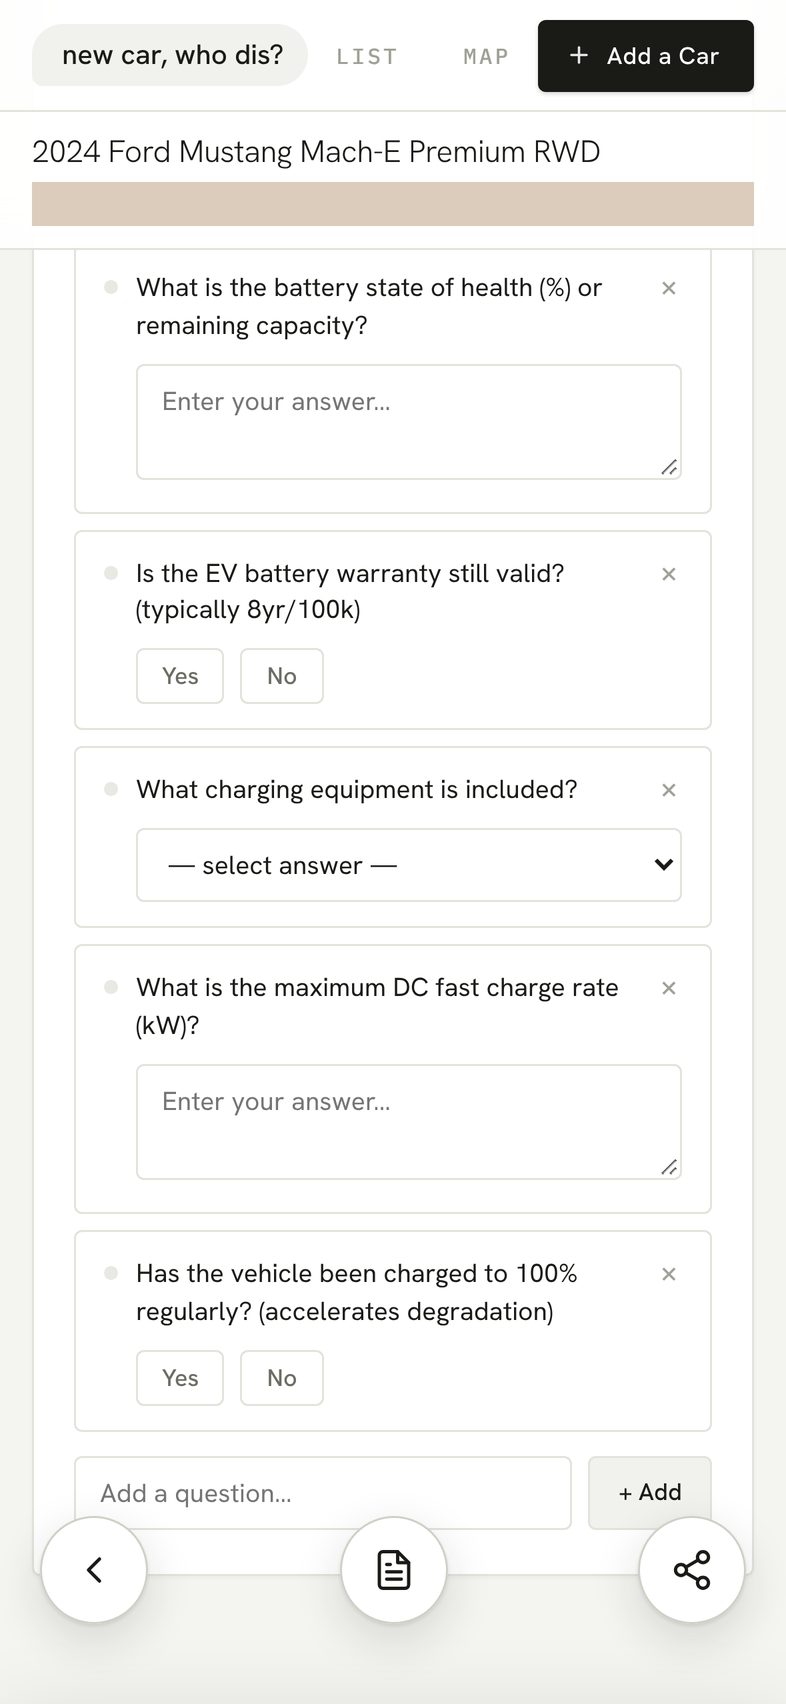 new car, who dis?
LIST
MAP
+ Add a Car
2024 Ford Mustang Mach-E Premium RWD
What is the battery state of health (%) or
remaining capacity?
×
Enter your answer...
Is the EV battery warranty still valid?
(typically 8yr/100k)
×
Yes
No
What charging equipment is included?
×
— select answer —
What is the maximum DC fast charge rate
(kW)?
×
Enter your answer...
Has the vehicle been charged to 100%
regularly? (accelerates degradation)
×
Yes
No
Add a question...
+ Add